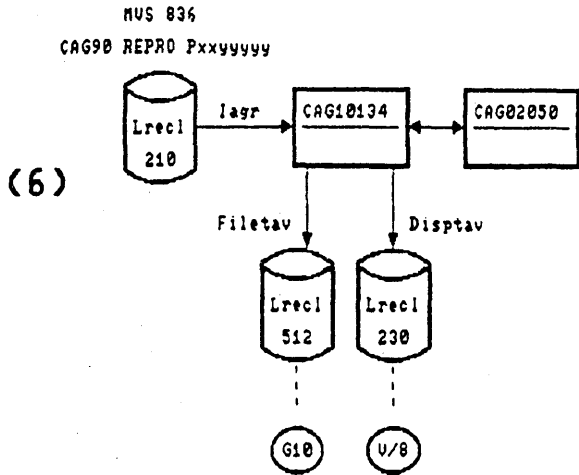 MVS 836
CAG90 REPRO Pxxyyyyy
Lrecl
210
Iagr
CAG10134
CAG02050
(6)
Filetav
Disptav
Lrecl
512
Lrecl
230
G10
V/8